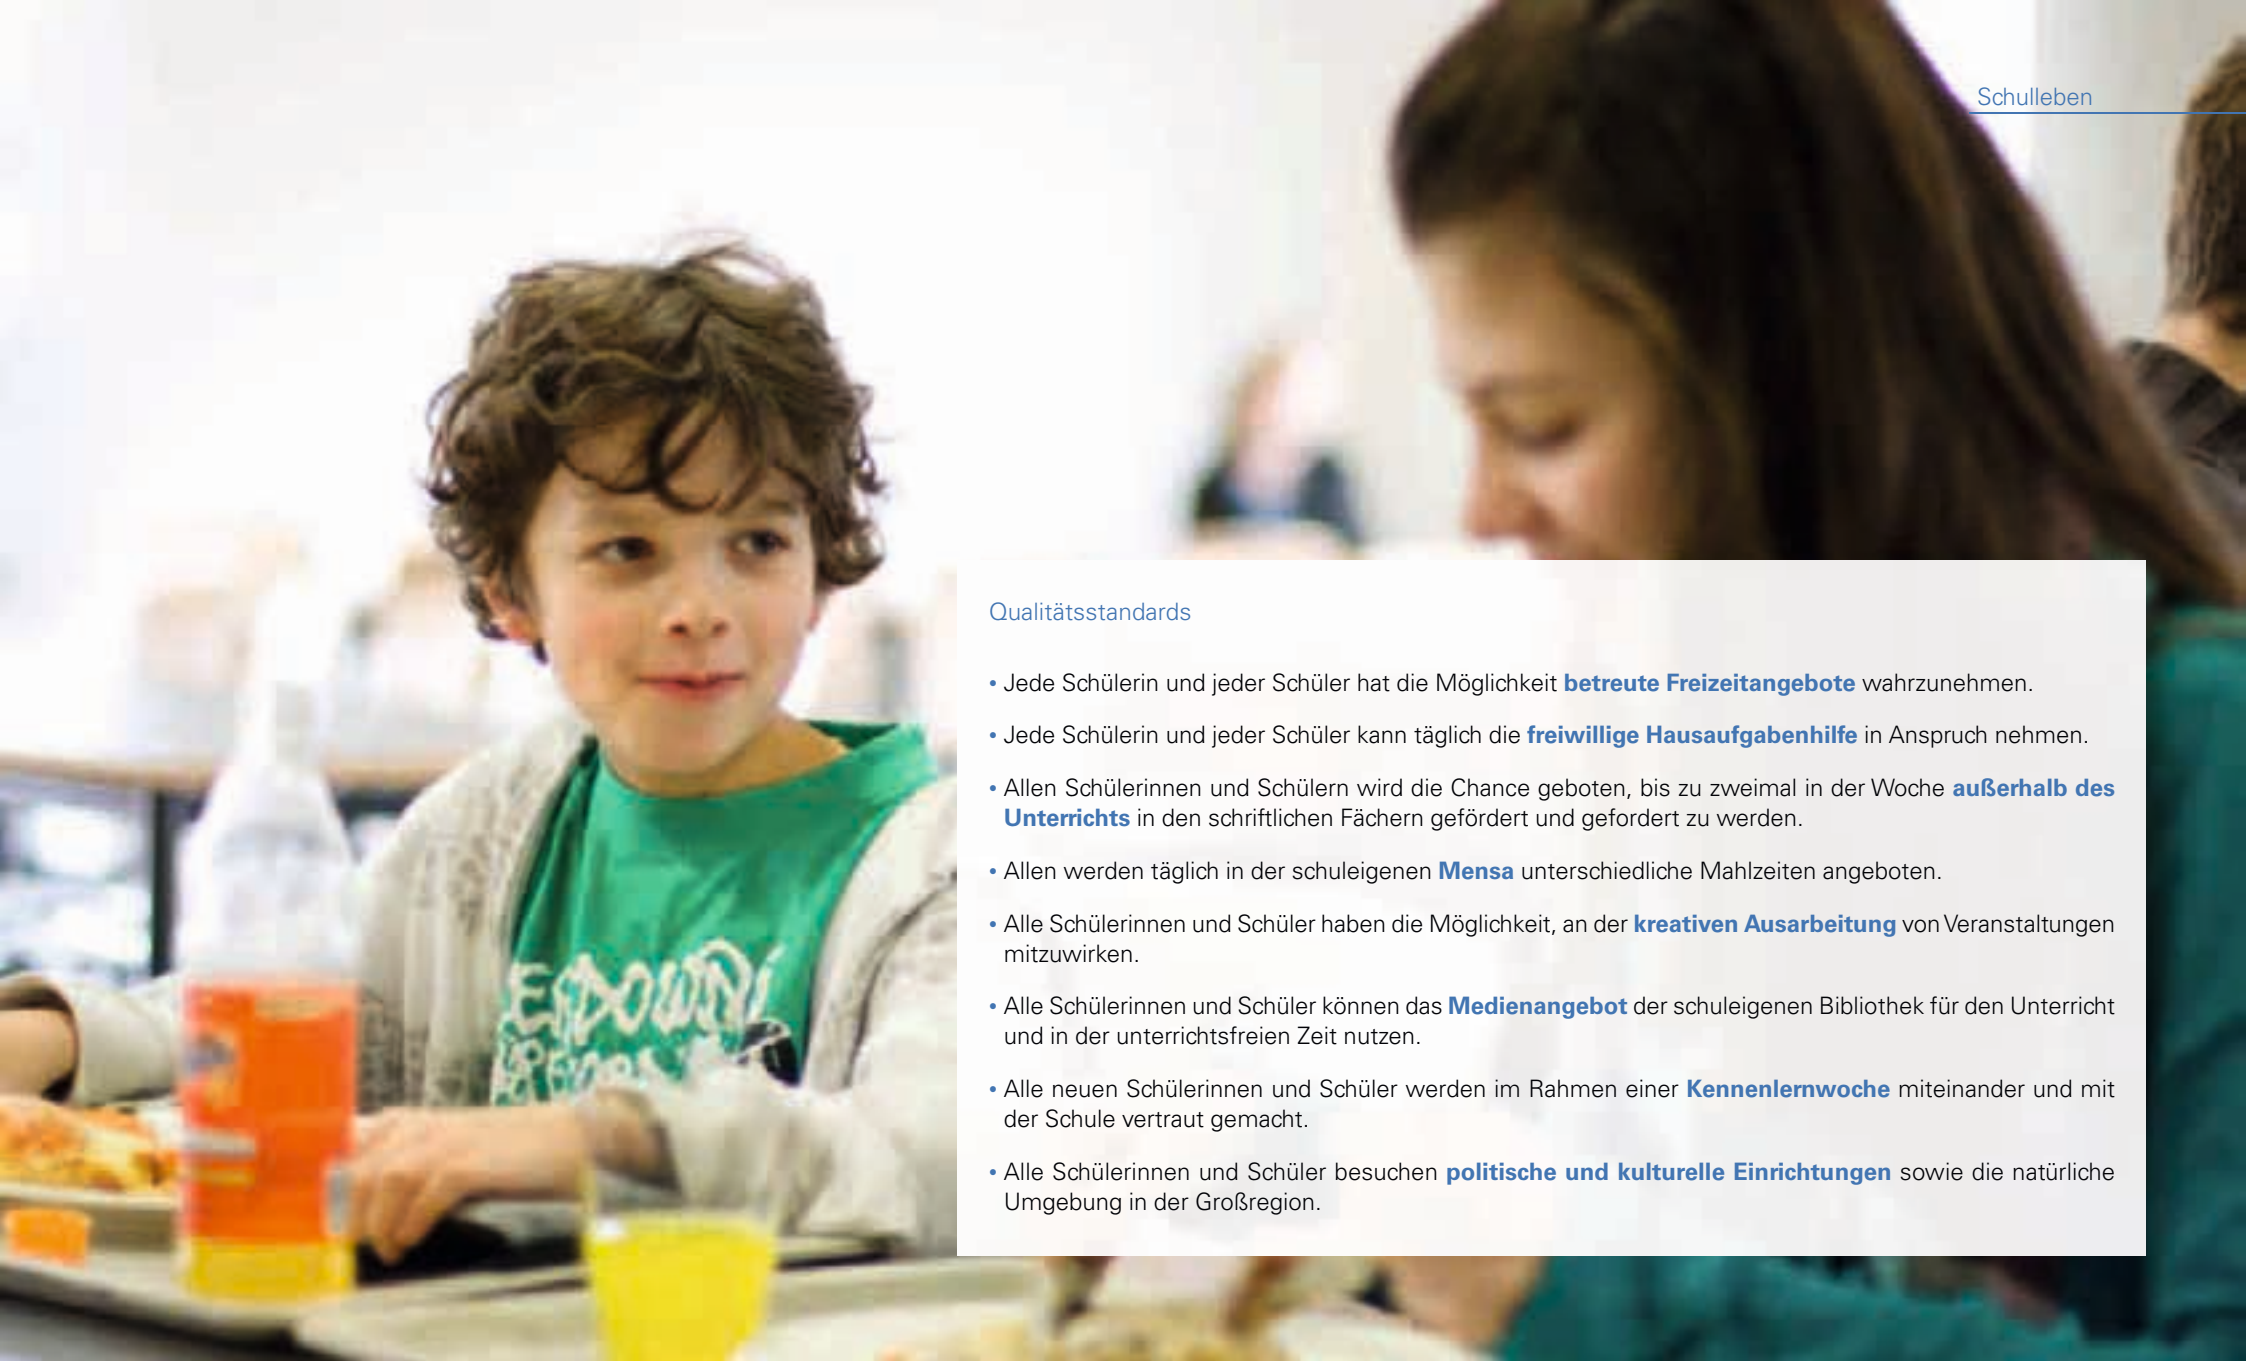 Schulleben
Qualitätsstandards
• Jede Schülerin und jeder Schüler hat die Möglichkeit betreute Freizeitangebote wahrzunehmen.
• Jede Schülerin und jeder Schüler kann täglich die freiwillige Hausaufgabenhilfe in Anspruch nehmen.
• Allen Schülerinnen und Schülern wird die Chance geboten, bis zu zweimal in der Woche außerhalb des
Unterrichts in den schriftlichen Fächern gefördert und gefordert zu werden.
• Allen werden täglich in der schuleigenen Mensa unterschiedliche Mahlzeiten angeboten.
• Alle Schülerinnen und Schüler haben die Möglichkeit, an der kreativen Ausarbeitung von Veranstaltungen
mitzuwirken.
• Alle Schülerinnen und Schüler können das Medienangebot der schuleigenen Bibliothek für den Unterricht
und in der unterrichtsfreien Zeit nutzen.
• Alle neuen Schülerinnen und Schüler werden im Rahmen einer Kennenlernwoche miteinander und mit
der Schule vertraut gemacht.
• Alle Schülerinnen und Schüler besuchen politische und kulturelle Einrichtungen sowie die natürliche
Umgebung in der Großregion.